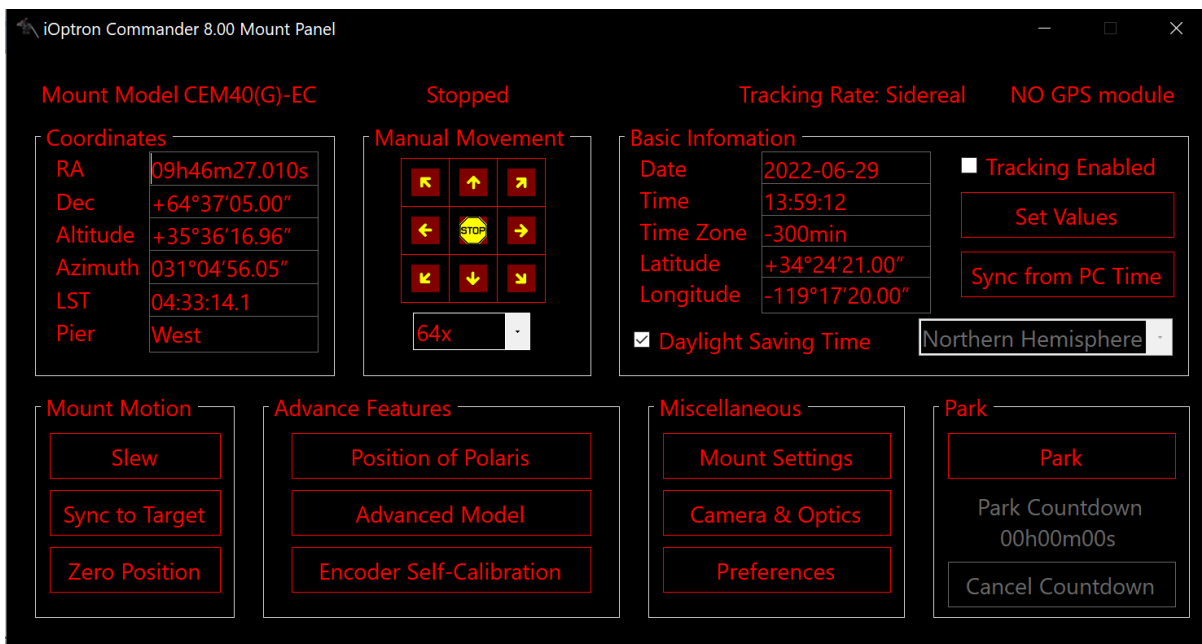 iOptron Commander 8.00 Mount Panel
Mount Model CEM40(G)-EC
Stopped
Tracking Rate: Sidereal
NO GPS module
Coordinates
RA 09h46m27.010s
Dec +64°37'05.00"
Altitude +35°36'16.96"
Azimuth 031°04'56.05"
LST 04:33:14.1
Pier West
Manual Movement
STOP
64x
Basic Infomation
Date 2022-06-29
Time 13:59:12
Time Zone -300min
Latitude +34°24'21.00"
Longitude -119°17'20.00"
Daylight Saving Time
Tracking Enabled
Set Values
Sync from PC Time
Northern Hemisphere
Mount Motion
Slew
Sync to Target
Zero Position
Advance Features
Position of Polaris
Advanced Model
Encoder Self-Calibration
Miscellaneous
Mount Settings
Camera & Optics
Preferences
Park
Park
Park Countdown
00h00m00s
Cancel Countdown